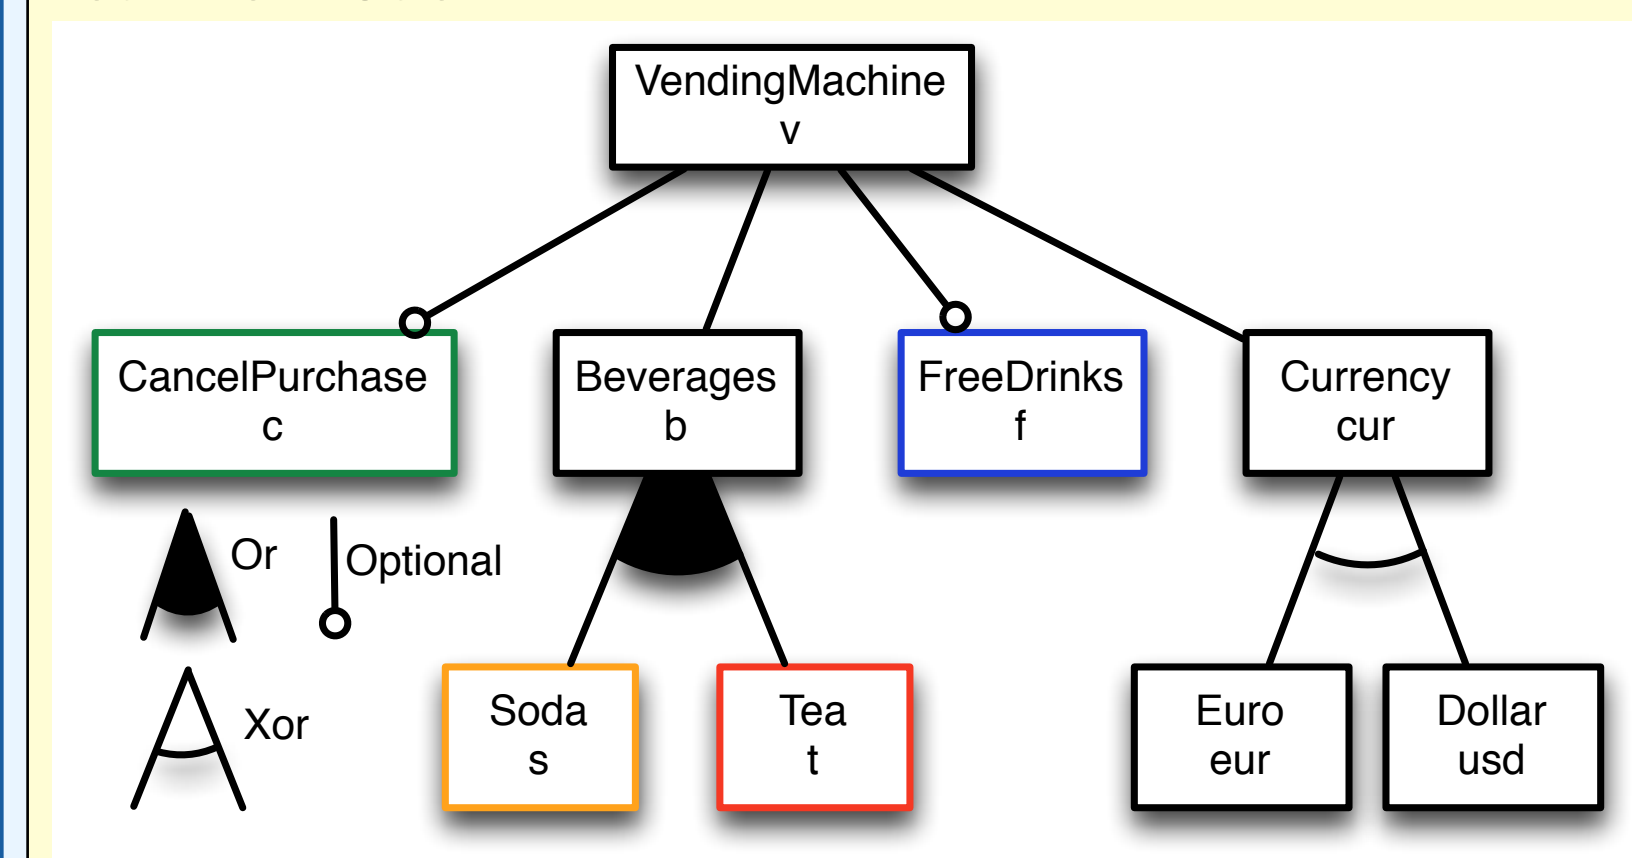 VendingMachine
v
CancelPurchase
c
Beverages
b
FreeDrinks
f
Currency
cur
Or
Optional
Xor
Soda
s
Tea
t
Euro
eur
Dollar
usd